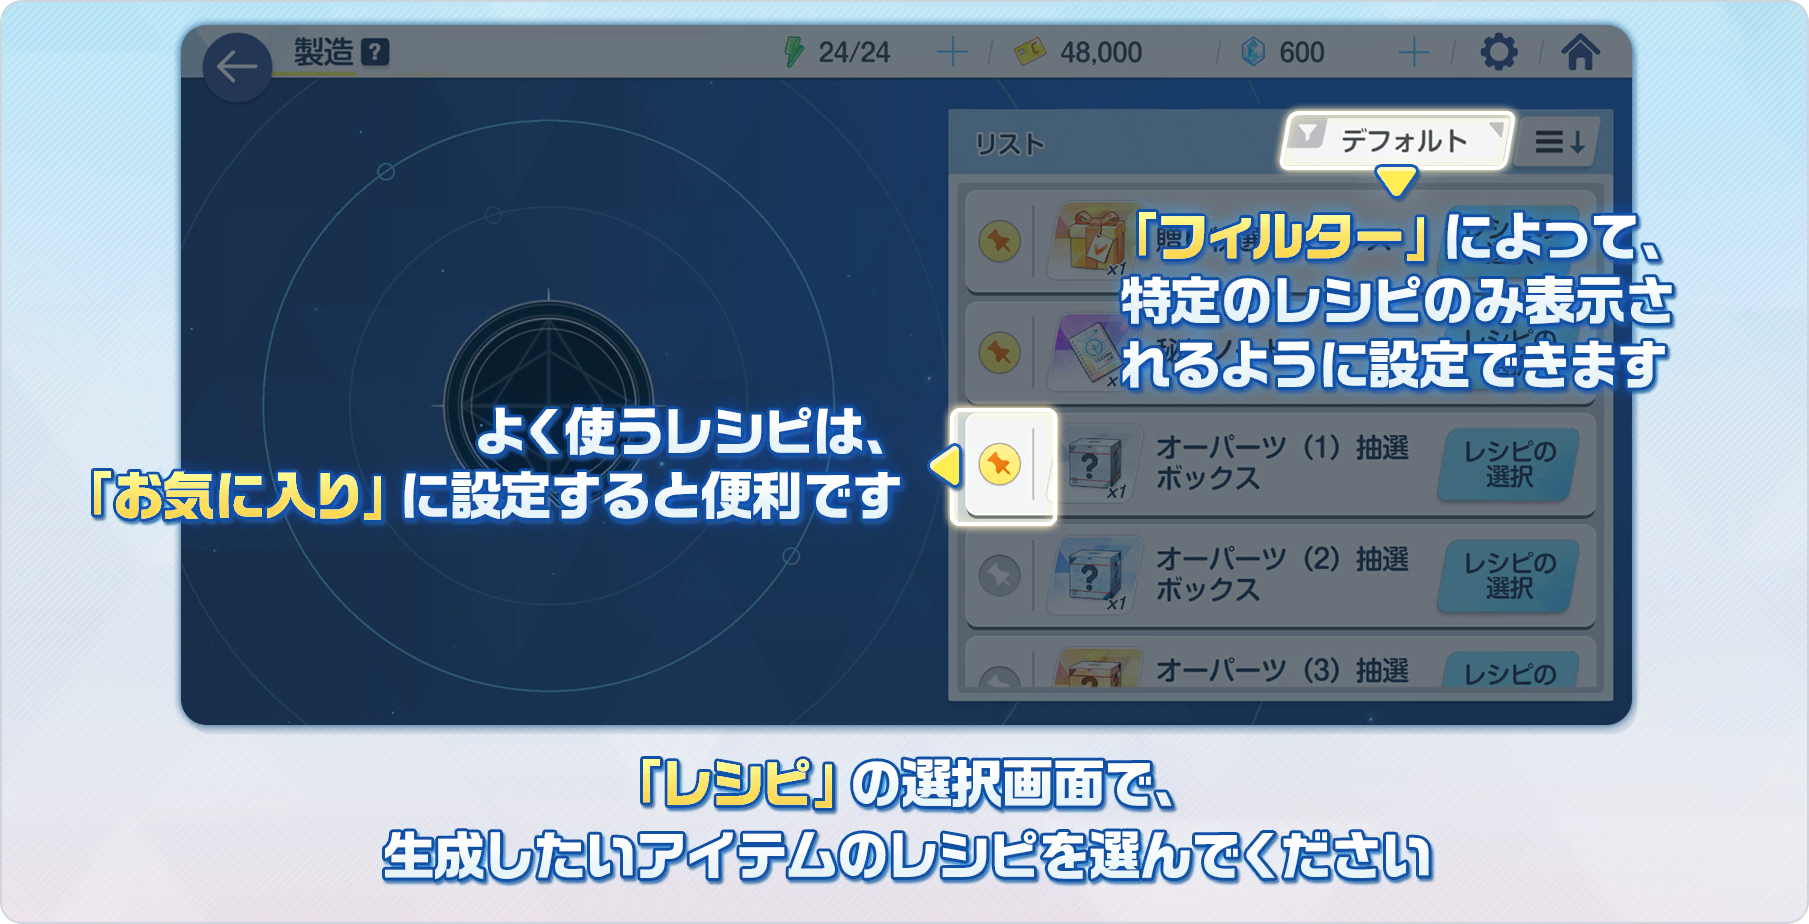 製造 ?
24/24
48,000
600
リスト
デフォルト
「フィルター」によって、
特定のレシピのみ表示さ
れるように設定できます
x1
よく使うレシピは、
「お気に入り」に設定すると便利です
オーパーツ（1）抽選
ボックス
x1
レシピの
選択
オーパーツ（2）抽選
ボックス
x1
レシピの
選択
オーパーツ（3）抽選
レシピの
「レシピ」の選択画面で、
生成したいアイテムのレシピを選んでください